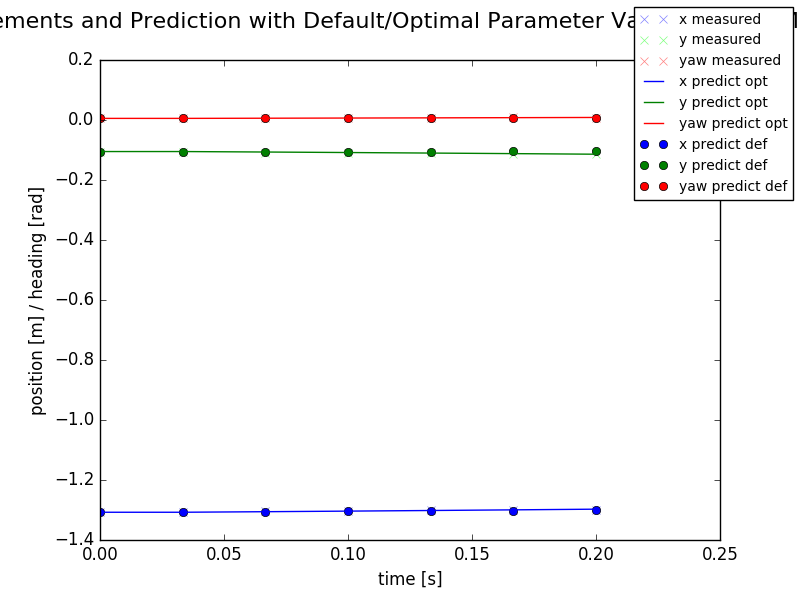 ements and Prediction with Default/Optimal Parameter Va
x measured
y measured
yaw measured
x predict opt
y predict opt
yaw predict opt
x predict def
y predict def
yaw predict def
0.2
0.0
−0.2
−0.4
−0.6
−0.8
−1.0
−1.2
−1.4
position [m] / heading [rad]
0.00
0.05
0.10
0.15
0.20
0.25
time [s]